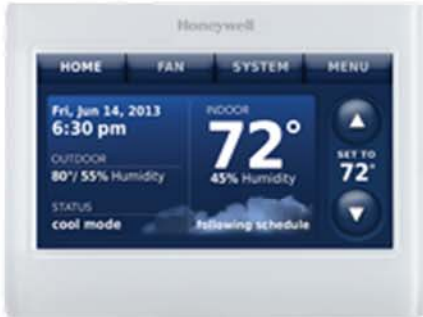 Honeywell
HOME FAN SYSTEM MENU
Fri, Jun 14, 2013
6:30 pm
OUTDOOR
80°/ 55% Humidity
STATUS
cool mode
INDOOR
72°
45% Humidity
following schedule
SET TO
72°